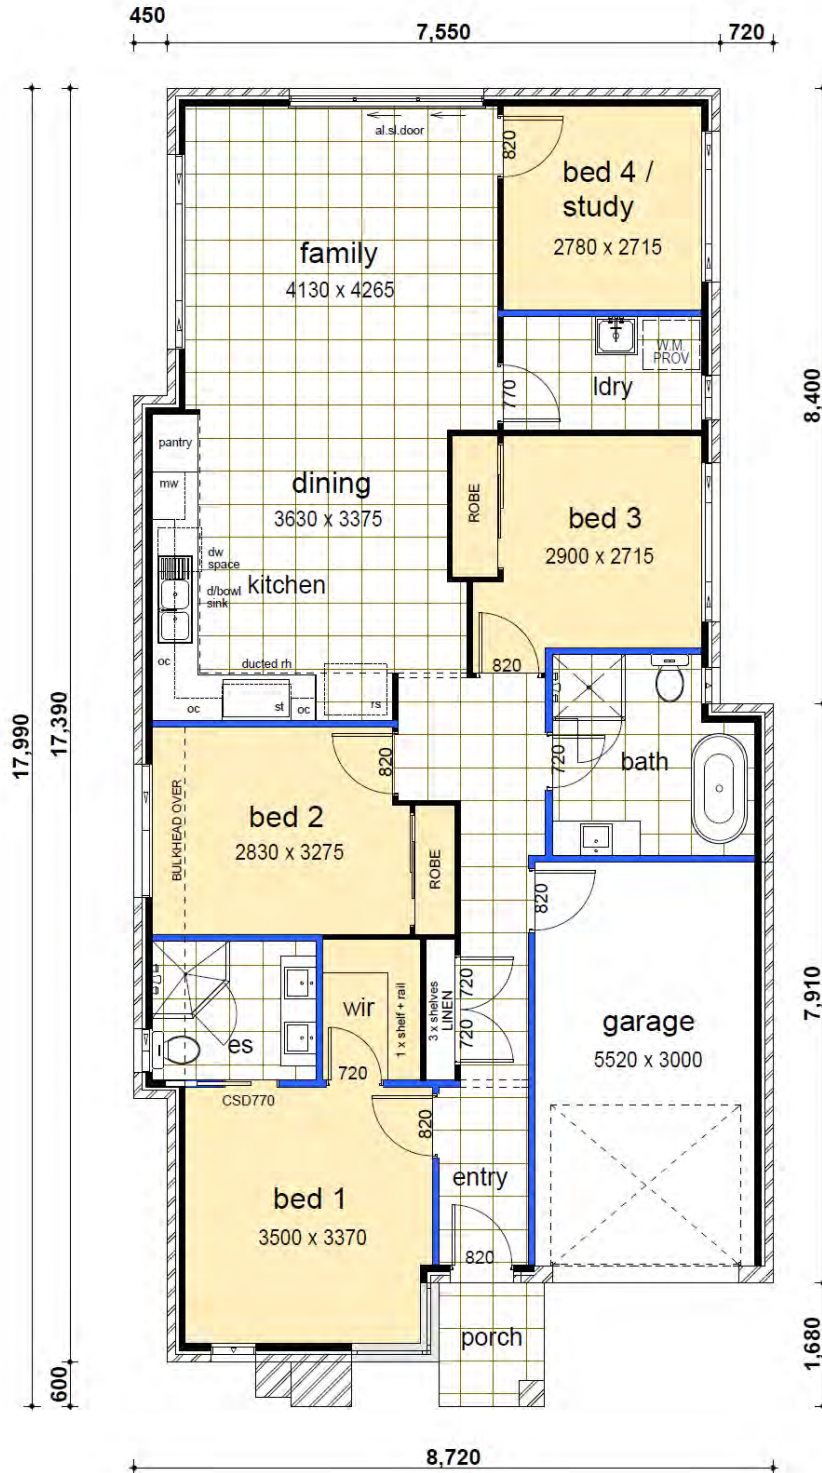 450
7,550
720
al.sl.door
820
bed 4 /
study
2780 x 2715
family
4130 x 4265
W.M.
PROV
770
ldry
8,400
pantry
mw
dining
3630 x 3375
ROBE
bed 3
2900 x 2715
dw
space
d/bowl
sink
kitchen
oc
ducted rh
820
oc
st
oc
rs
17,990
17,390
820
720
bath
BULKHEAD OVER
bed 2
2830 x 3275
ROBE
820
es
wir
1 x shelf + rail
3 x shelves
LINEN
720
720
garage
5520 x 3000
7,910
720
CSD770
820
entry
bed 1
3500 x 3370
820
porch
1,680
600
8,720